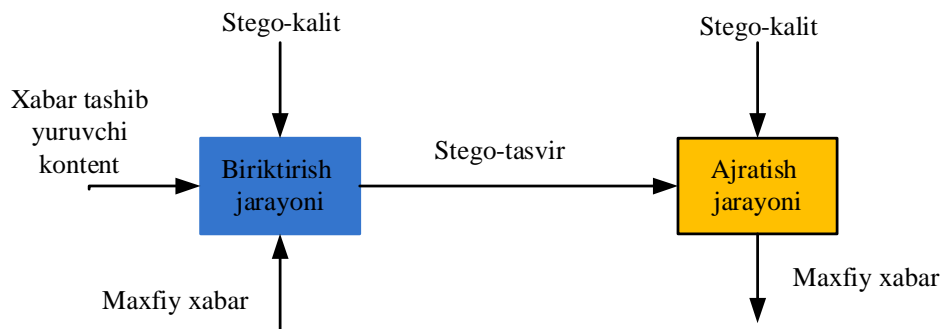 Stego-kalit
Stego-kalit
Xabar tashib
yuruvchi
kontent
Biriktirish
jarayoni
Stego-tasvir
Ajratish
jarayoni
Maxfiy xabar
Maxfiy xabar